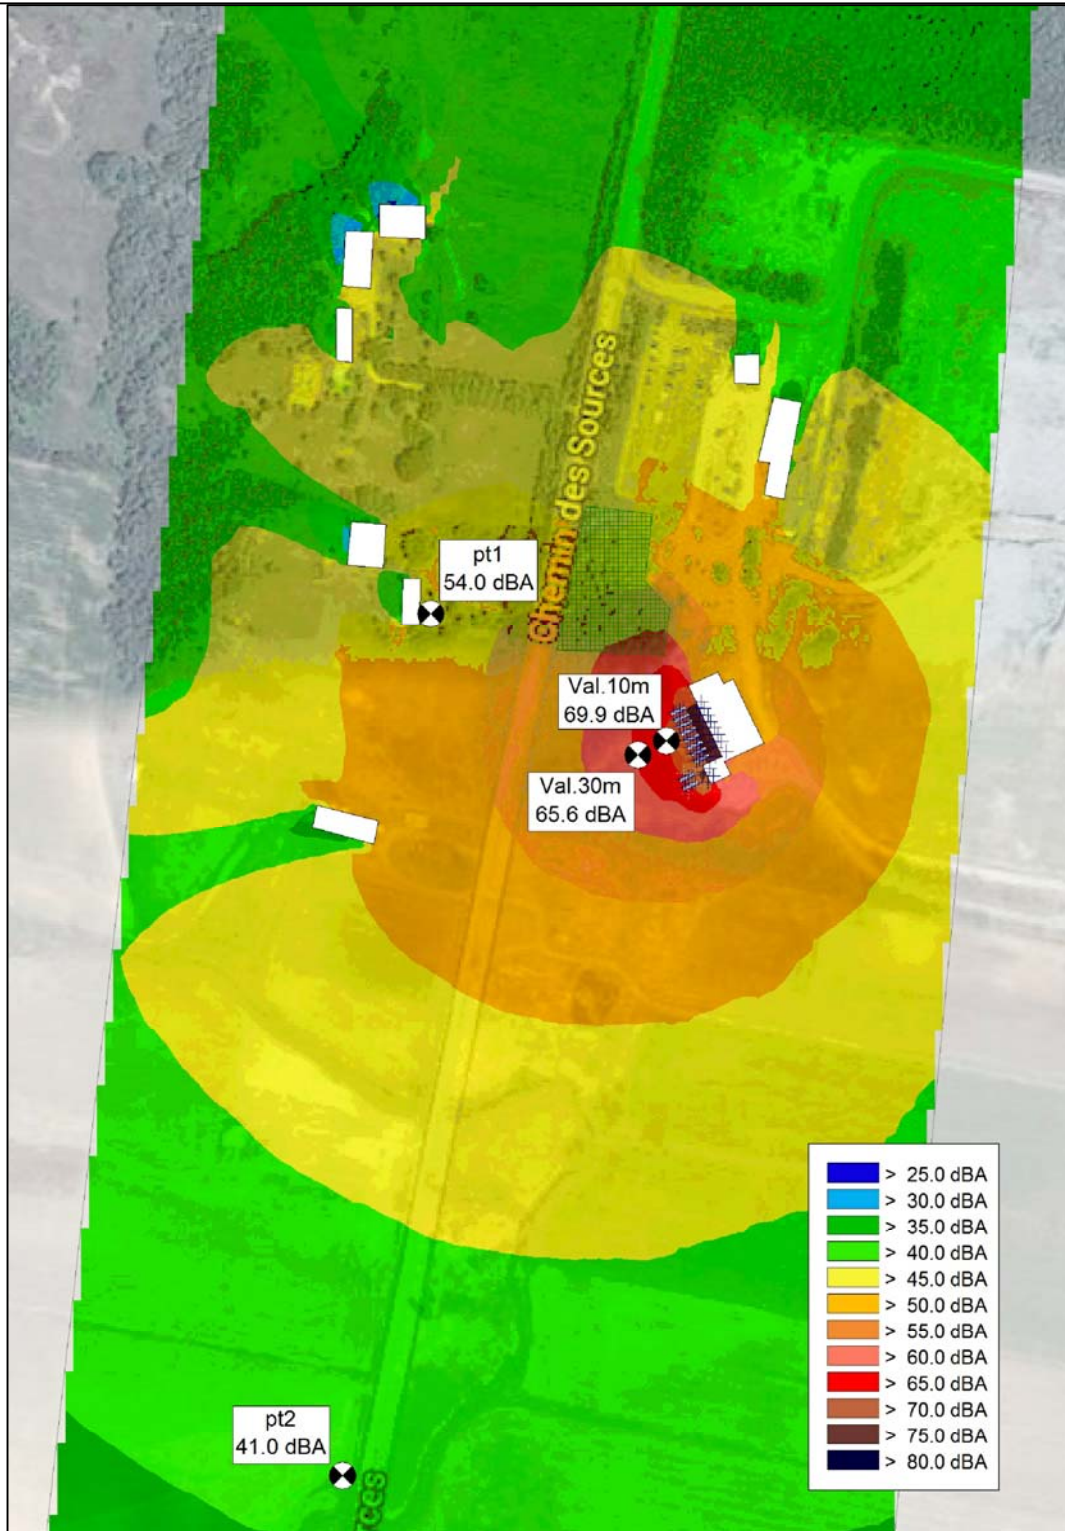 Chemin des Sources
pt1
54.0 dBA
Val.10m
69.9 dBA
Val.30m
65.6 dBA
> 25.0 dBA
> 30.0 dBA
> 35.0 dBA
> 40.0 dBA
> 45.0 dBA
> 50.0 dBA
> 55.0 dBA
> 60.0 dBA
> 65.0 dBA
> 70.0 dBA
> 75.0 dBA
> 80.0 dBA
pt2
41.0 dBA